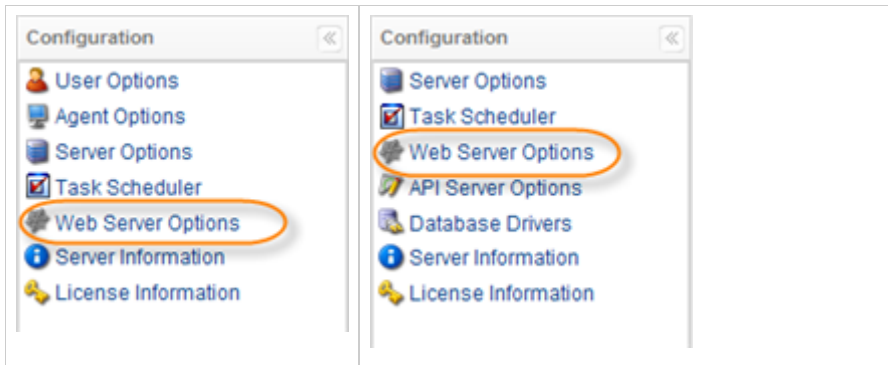 Configuration
User Options
Agent Options
Server Options
Task Scheduler
Web Server Options
Server Information
License Information
Configuration
Server Options
Task Scheduler
Web Server Options
API Server Options
Database Drivers
Server Information
License Information